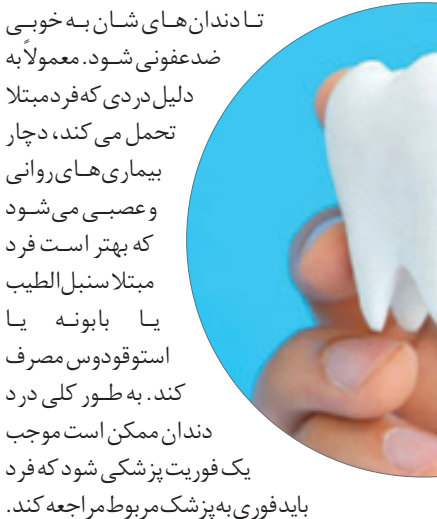 تا دندان‌های شان به خوبی
ضدعفونی شود. معمولاً به
دلیل دردی که فرد مبتلا
تحمل می کند، دچار
بیماری‌های روانی
و عصبی می‌شود
که بهتر است فرد
مبتلا سنبل‌الطیب
یا بابونه یا
استوقودوس مصرف
کند. به طور کلی درد
دندان ممکن است موجب
یک فوریت پزشکی شود که فرد
باید فوری به پزشک مربوط مراجعه کند.